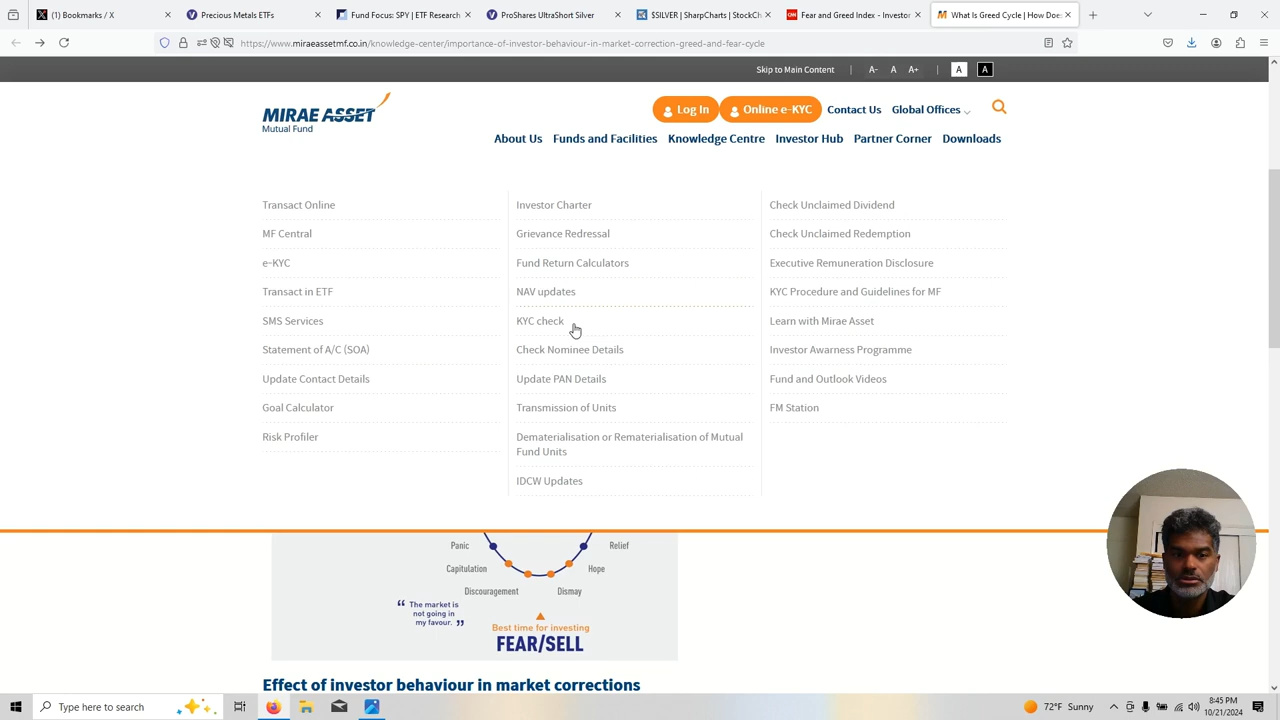 (1) Bookmarks / X
Precious Metals ETFs
Fund Focus: SPY | ETF Research
ProShares UltraShort Silver
$SILVER | SharpCharts | StockCh
Fear and Greed Index - Investor
What Is Greed Cycle | How Does
https://www.miraeassetmf.co.in/knowledge-center/importance-of-investor-behaviour-in-market-correction-greed-and-fear-cycle
Skip to Main Content | A- A A+ | A A
MIRAE ASSET
Mutual Fund
Log In Online e-KYC Contact Us Global Offices
About Us Funds and Facilities Knowledge Centre Investor Hub Partner Corner Downloads
Transact Online
MF Central
e-KYC
Transact in ETF
SMS Services
Statement of A/C (SOA)
Update Contact Details
Goal Calculator
Risk Profiler
Investor Charter
Grievance Redressal
Fund Return Calculators
NAV updates
KYC check
Check Nominee Details
Update PAN Details
Transmission of Units
Dematerialisation or Rematerialisation of Mutual
Fund Units
IDCW Updates
Check Unclaimed Dividend
Check Unclaimed Redemption
Executive Remuneration Disclosure
KYC Procedure and Guidelines for MF
Learn with Mirae Asset
Investor Awarness Programme
Fund and Outlook Videos
FM Station
Panic
Capitulation
Discouragement
Relief
Hope
Dismay
“ The market is
not going in
my favour. ”
Best time for investing
FEAR/SELL
Effect of investor behaviour in market corrections
Type here to search
72°F Sunny
8:45 PM
10/21/2024